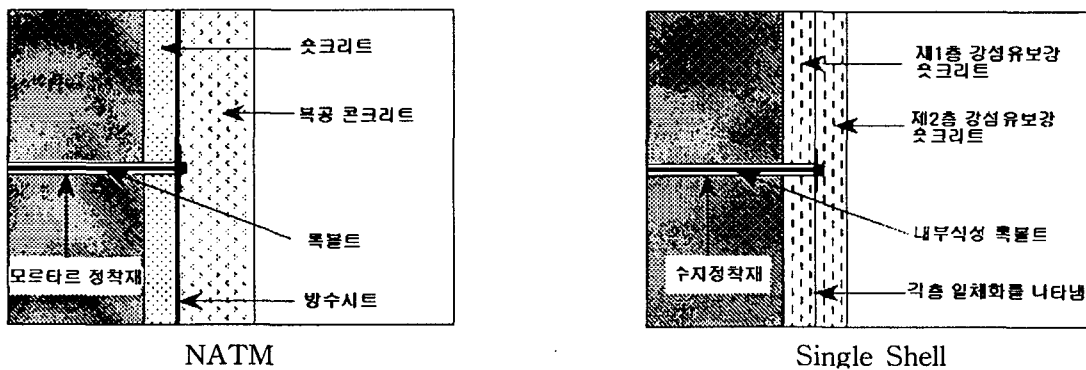 숏크리트
복공 콘크리트
록볼트
모르타르 정착재
방수시트
NATM
제1층 강섬유보강
숏크리트
제2층 강섬유보강
숏크리트
내부식성 록볼트
수지정착재
각층 일체화를 나타냄
Single Shell